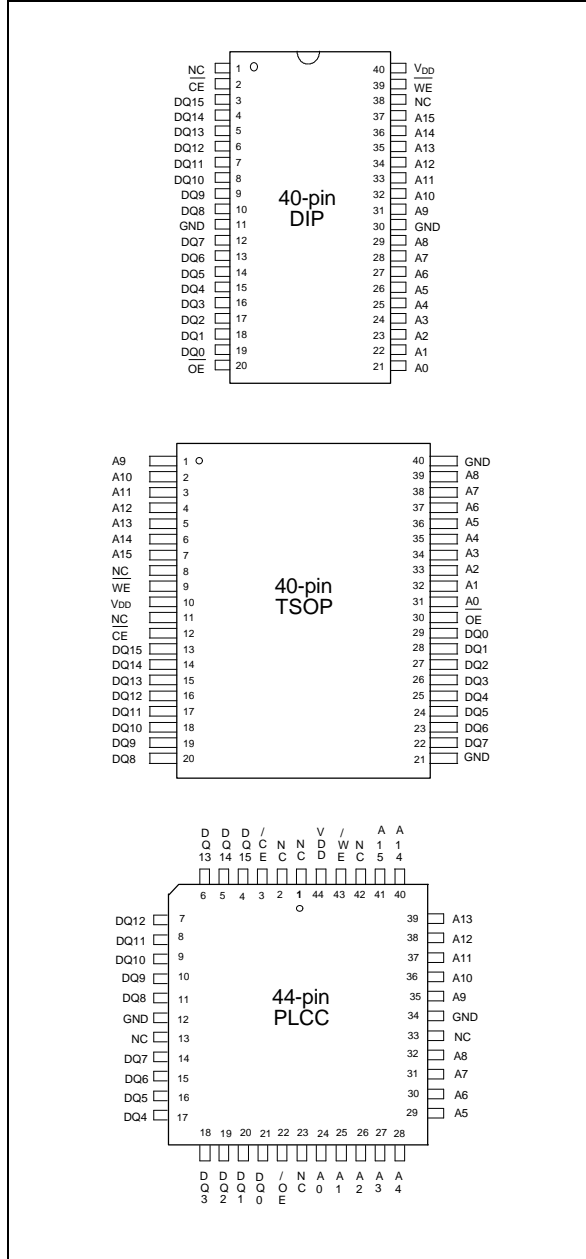 NC 1 40 VDD
CE 2 39 WE
DQ15 3 38 NC
DQ14 4 37 A15
DQ13 5 36 A14
DQ12 6 35 A13
DQ11 7 34 A12
DQ10 8 33 A11
DQ9 9 32 A10
DQ8 10 31 A9
GND 11 30 GND
DQ7 12 29 A8
DQ6 13 28 A7
DQ5 14 27 A6
DQ4 15 26 A5
DQ3 16 25 A4
DQ2 17 24 A3
DQ1 18 23 A2
DQ0 19 22 A1
OE 20 21 A0
40-pin
DIP
A9 1 40 GND
A10 2 39 A8
A11 3 38 A7
A12 4 37 A6
A13 5 36 A5
A14 6 35 A4
A15 7 34 A3
NC 8 33 A2
WE 9 32 A1
VDD 10 31 A0
NC 11 30 OE
CE 12 29 DQ0
DQ15 13 28 DQ1
DQ14 14 27 DQ2
DQ13 15 26 DQ3
DQ12 16 25 DQ4
DQ11 17 24 DQ5
DQ10 18 23 DQ6
DQ9 19 22 DQ7
DQ8 20 21 GND
40-pin
TSOP
DQ13 DQ14 DQ15 /CE NC NC VDD /WE NC A15 A14
6 5 4 3 2 1 44 43 42 41 40
DQ12 7 39 A13
DQ11 8 38 A12
DQ10 9 37 A11
DQ9 10 36 A10
DQ8 11 35 A9
GND 12 34 GND
NC 13 33 NC
DQ7 14 32 A8
DQ6 15 31 A7
DQ5 16 30 A6
DQ4 17 29 A5
44-pin
PLCC
18 19 20 21 22 23 24 25 26 27 28
DQ3 DQ2 DQ1 DQ0 /OE NC A0 A1 A2 A3 A4